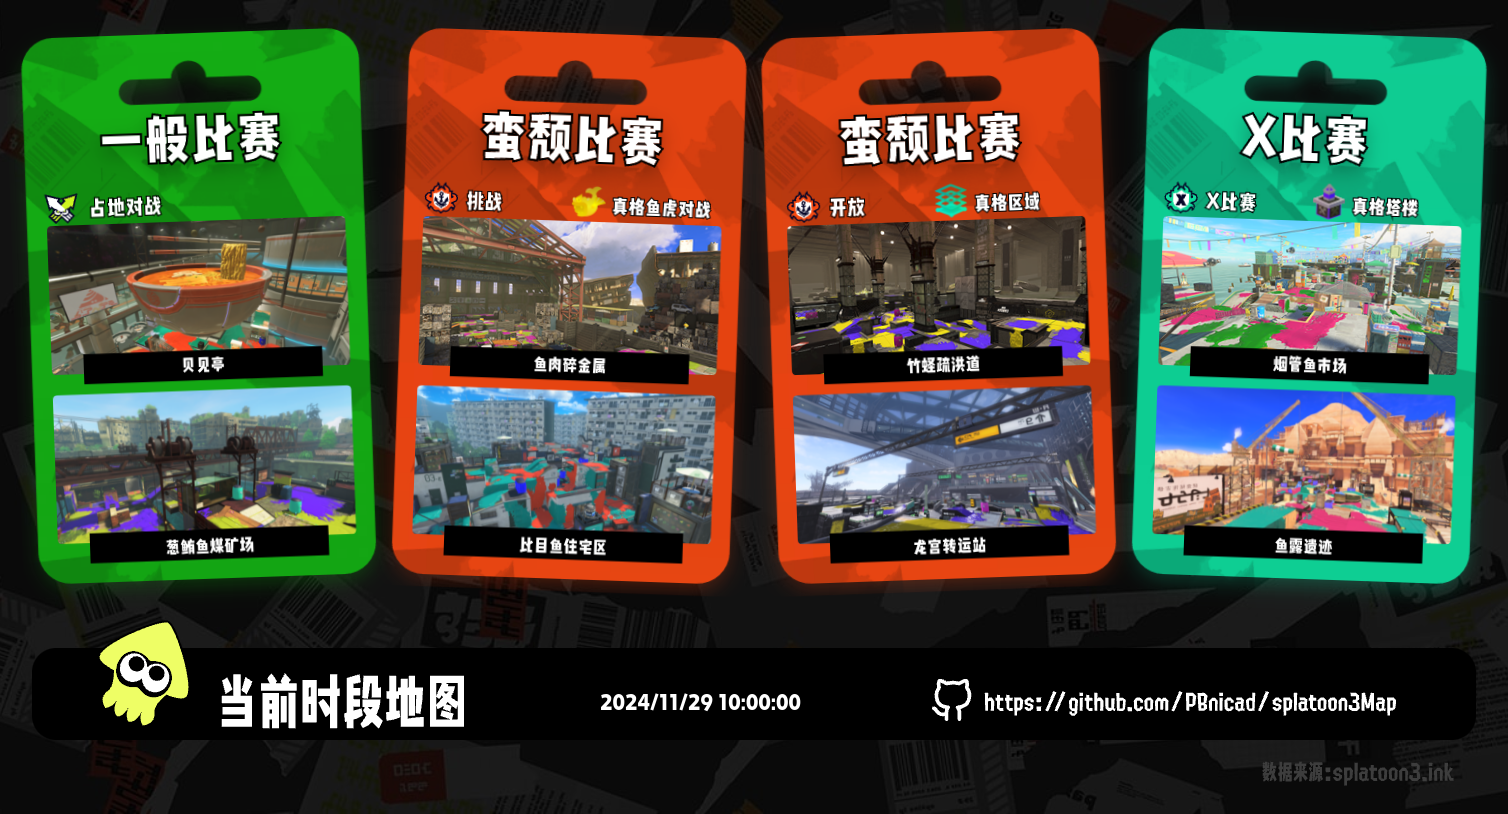 一般比赛
占地对战
贝贝亭
葱鲔鱼煤矿场
蛮颓比赛
挑战
真格鱼虎对战
鱼肉碎金属
比目鱼住宅区
蛮颓比赛
开放
真格区域
竹蛏疏洪道
龙宫转运站
X比赛
X比赛
真格塔楼
烟管鱼市场
鱼露遗迹
当前时段地图
2024/11/29 10:00:00
https://github.com/PBnicad/splatoon3Map
数据来源:splatoon3.ink